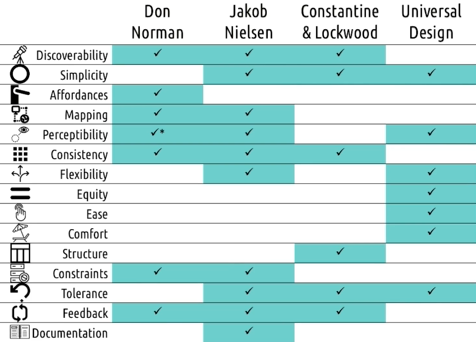 Don Norman Jakob Nielsen Constantine & Lockwood Universal Design
Discoverability ✓ ✓ ✓
Simplicity ✓ ✓ ✓
Affordances ✓
Mapping ✓ ✓
Perceptibility ✓* ✓ ✓
Consistency ✓ ✓ ✓
Flexibility ✓ ✓
Equity ✓
Ease ✓
Comfort ✓
Structure ✓
Constraints ✓ ✓
Tolerance ✓ ✓ ✓
Feedback ✓ ✓ ✓
Documentation ✓